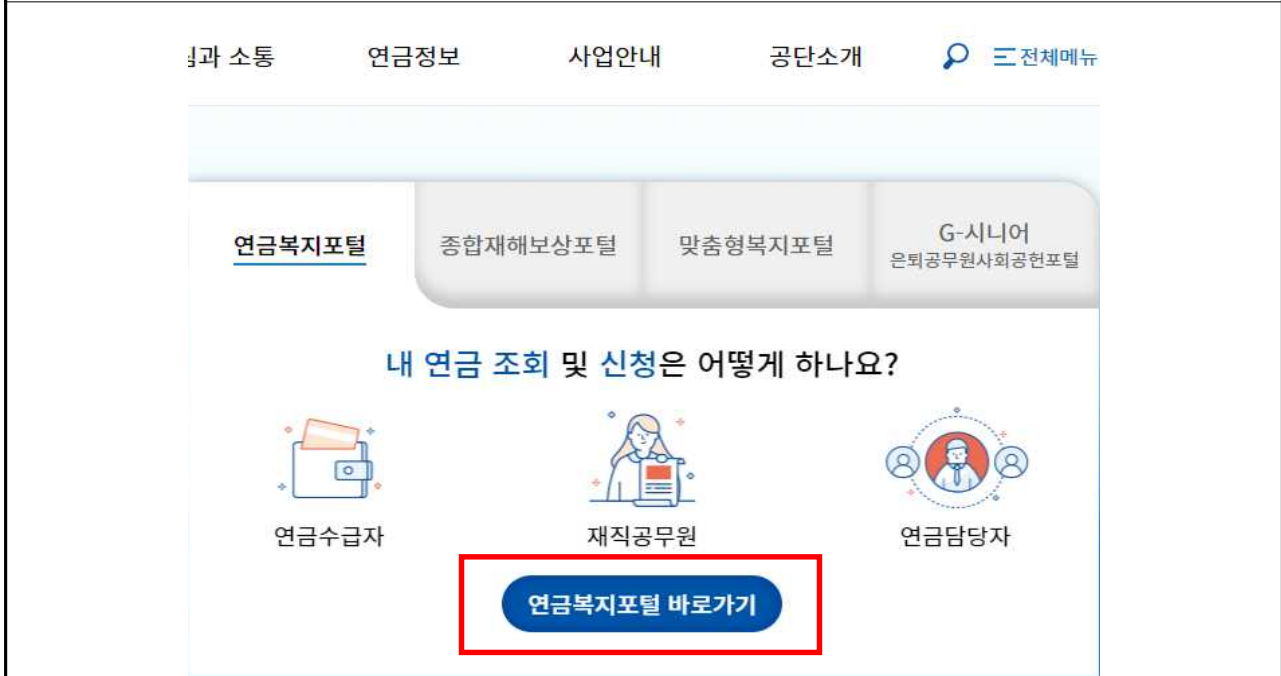 과 소통 연금정보 사업안내 공단소개 전체메뉴
연금복지포털 종합재해보상포털 맞춤형복지포털 G-시니어
은퇴공무원사회공헌포털
내 연금 조회 및 신청은 어떻게 하나요?
연금수급자 재직공무원 연금담당자
연금복지포털 바로가기